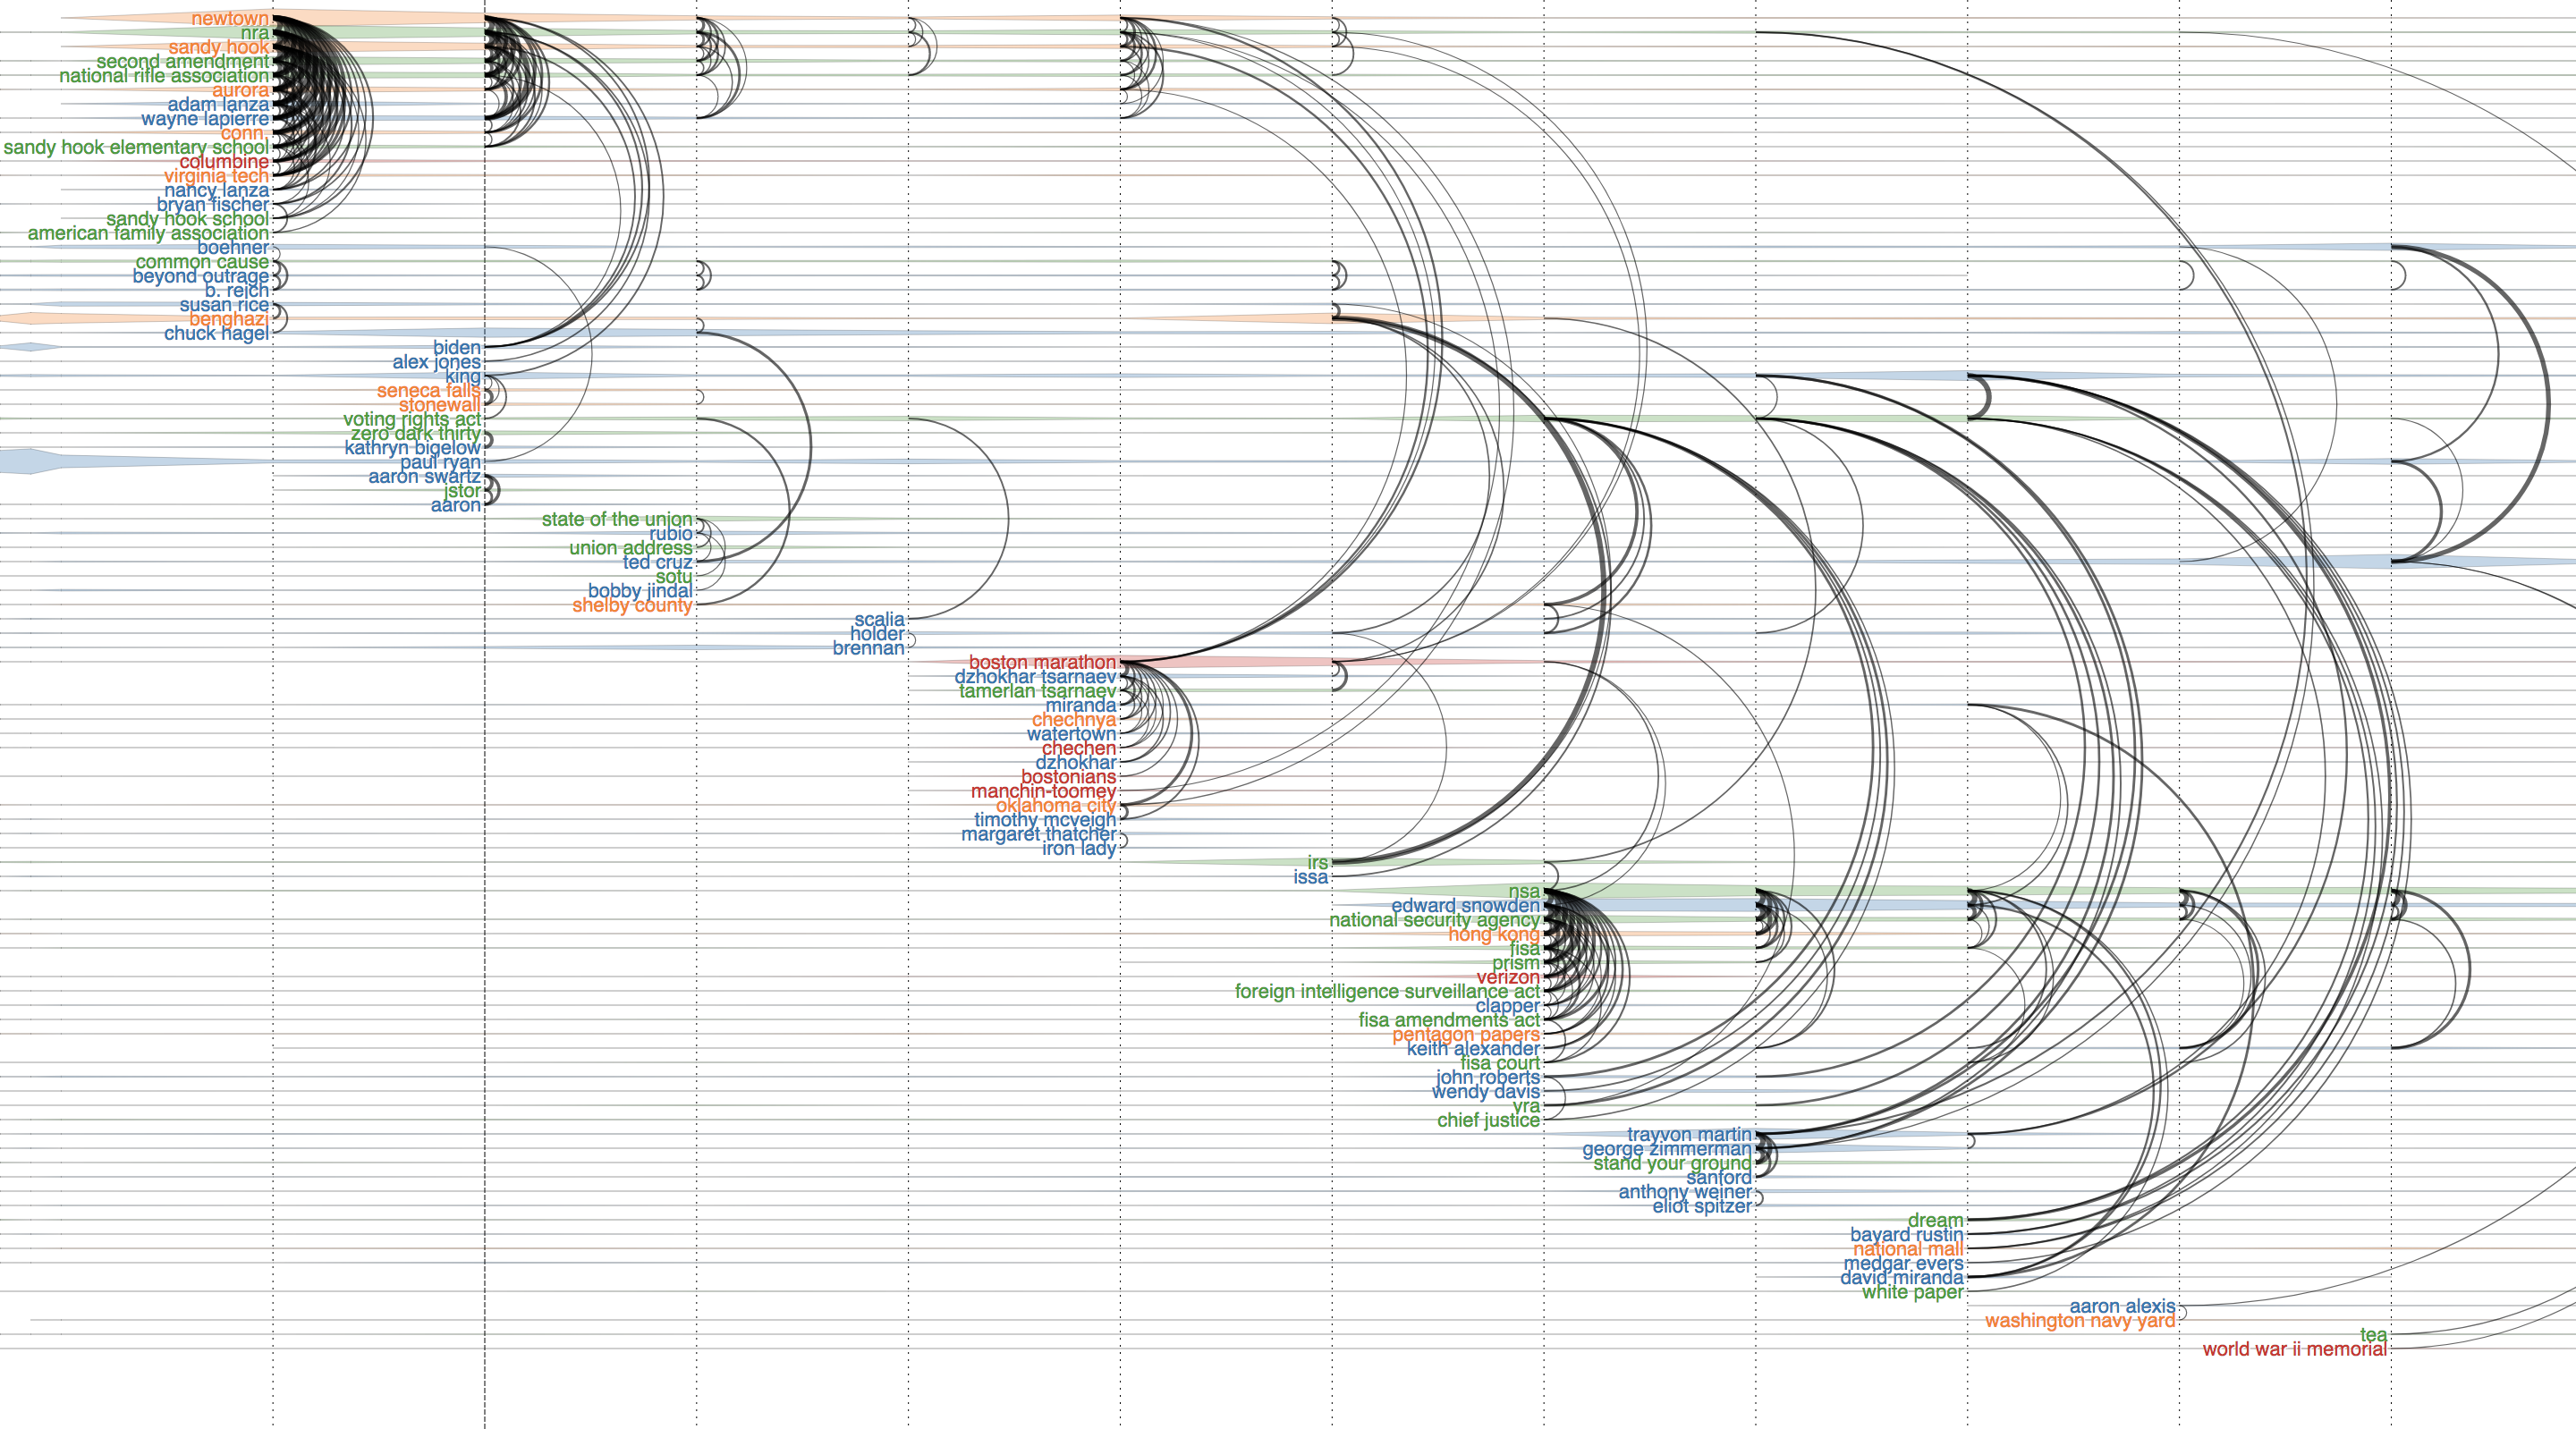 newtown
nra
sandy hook
second amendment
national rifle association
aurora
adam lanza
wayne lapierre
conn.
sandy hook elementary school
columbine
virginia tech
nancy lanza
bryan fischer
sandy hook school
american family association
boehner
common cause
beyond outrage
b. reich
susan rice
benghazi
chuck hagel
biden
alex jones
king
seneca falls
stonewall
voting rights act
zero dark thirty
kathryn bigelow
paul ryan
aaron swartz
jstor
aaron
state of the union
rubio
union address
ted cruz
sotu
bobby jindal
shelby county
scalia
holder
brennan
boston marathon
dzhokhar tsarnaev
tamerlan tsarnaev
miranda
chechnya
watertown
chechen
dzhokhar
bostonians
manchin-toomey
oklahoma city
timothy mcveigh
margaret thatcher
iron lady
irs
issa
nsa
edward snowden
national security agency
hong kong
fisa
prism
verizon
foreign intelligence surveillance act
clapper
fisa amendments act
pentagon papers
keith alexander
fisa court
john roberts
wendy davis
vra
chief justice
trayvon martin
george zimmerman
stand your ground
sanford
anthony weiner
eliot spitzer
dream
bayard rustin
national mall
medgar evers
david miranda
white paper
aaron alexis
washington navy yard
tea
world war ii memorial